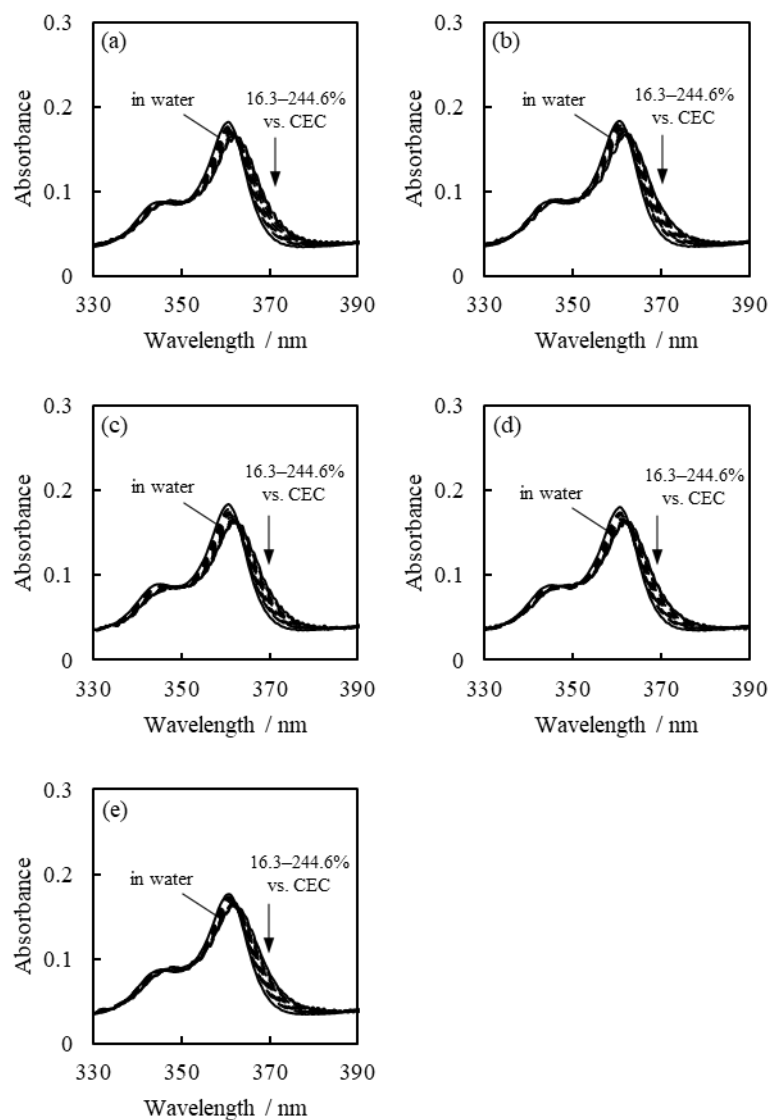 (a)
0.3
0.2
0.1
0
in water
16.3–244.6%
vs. CEC
Absorbance
330 350 370 390
Wavelength / nm
(b)
0.3
0.2
0.1
0
in water
16.3–244.6%
vs. CEC
Absorbance
330 350 370 390
Wavelength / nm
(c)
0.3
0.2
0.1
0
in water
16.3–244.6%
vs. CEC
Absorbance
330 350 370 390
Wavelength / nm
(d)
0.3
0.2
0.1
0
in water
16.3–244.6%
vs. CEC
Absorbance
330 350 370 390
Wavelength / nm
(e)
0.3
0.2
0.1
0
in water
16.3–244.6%
vs. CEC
Absorbance
330 350 370 390
Wavelength / nm